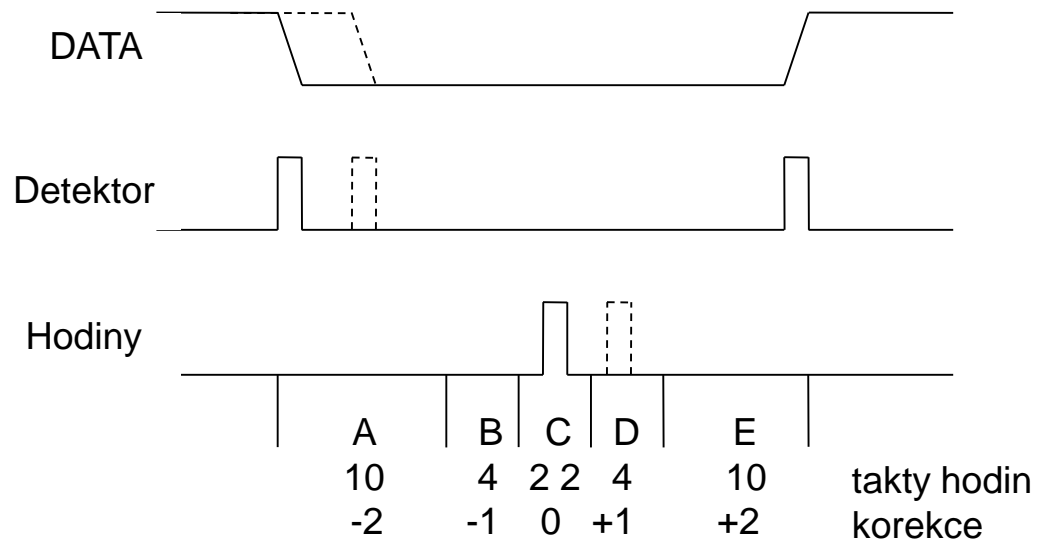 DATA
Detektor
Hodiny
A B C D E
10 4 2 2 4 10 takty hodin
-2 -1 0 +1 +2 korekce